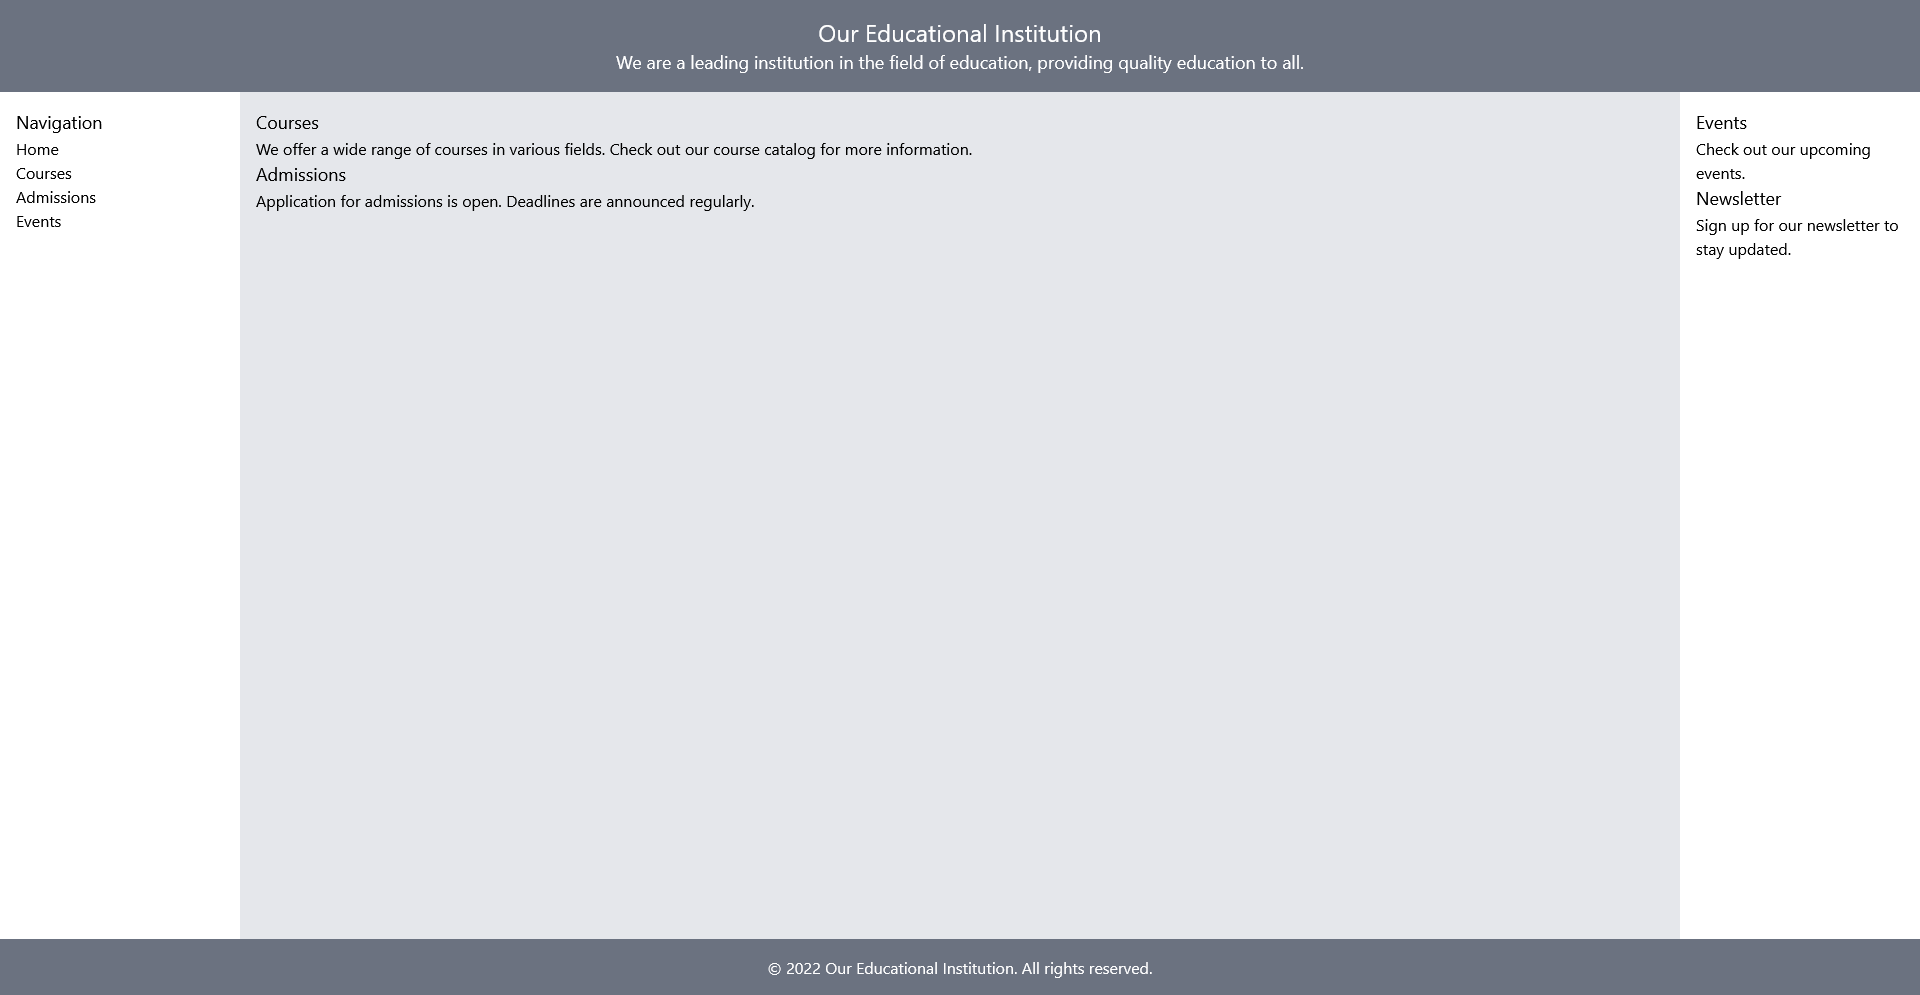 Our Educational Institution
We are a leading institution in the field of education, providing quality education to all.
Navigation
Home
Courses
Admissions
Events
Courses
We offer a wide range of courses in various fields. Check out our course catalog for more information.
Admissions
Application for admissions is open. Deadlines are announced regularly.
Events
Check out our upcoming
events.
Newsletter
Sign up for our newsletter to
stay updated.
© 2022 Our Educational Institution. All rights reserved.